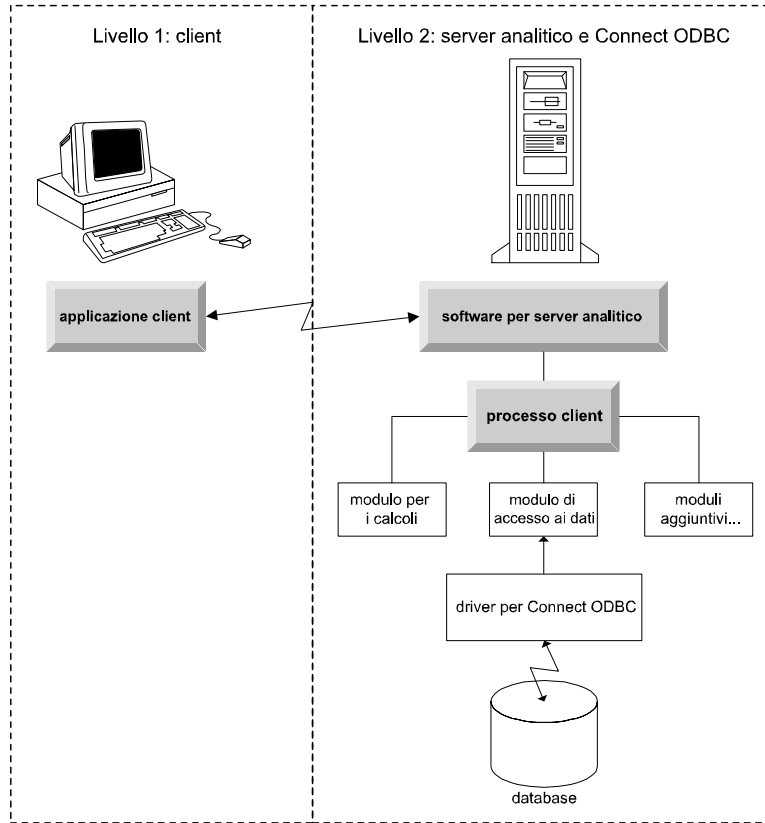 Livello 1: client
Livello 2: server analitico e Connect ODBC
applicazione client
software per server analitico
processo client
modulo per
i calcoli
modulo di
accesso ai dati
moduli
aggiuntivi...
driver per Connect ODBC
database